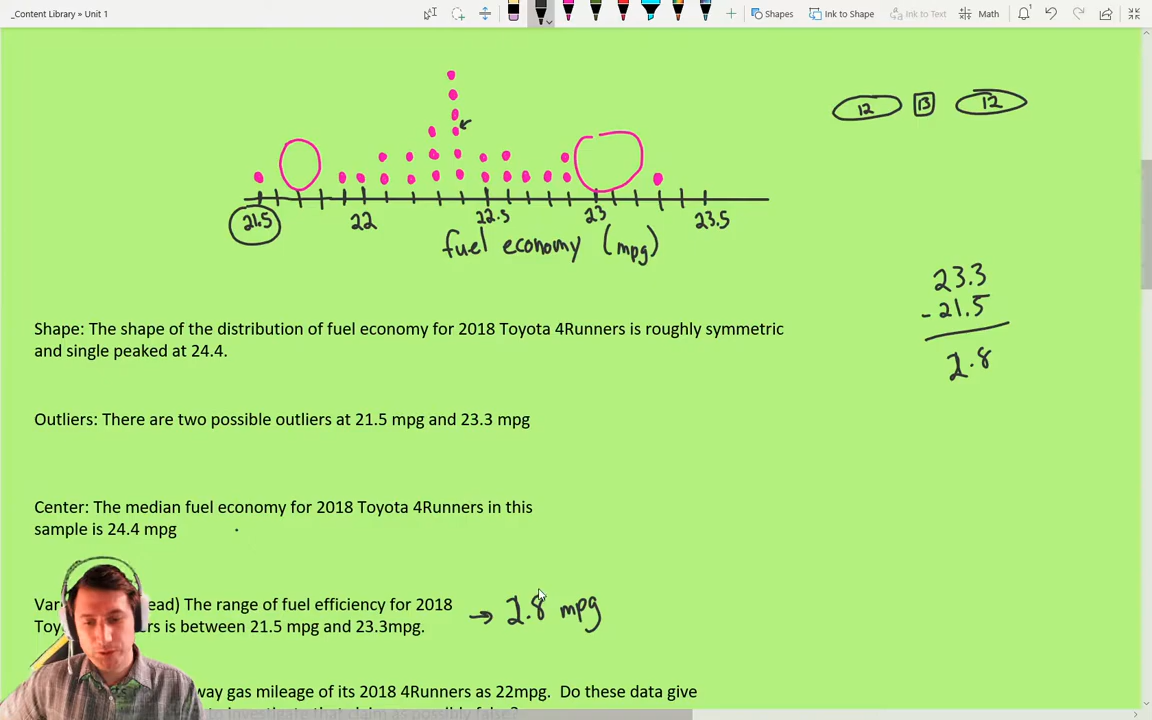 _Content Library » Unit 1
Shapes
Ink to Shape
Ink to Text
Math
12 13 12
21.5 22 22.5 23 23.5
fuel economy (mpg)
23.3
-21.5
2.8
Shape: The shape of the distribution of fuel economy for 2018 Toyota 4Runners is roughly symmetric
and single peaked at 24.4.
Outliers: There are two possible outliers at 21.5 mpg and 23.3 mpg
Center: The median fuel economy for 2018 Toyota 4Runners in this
sample is 24.4 mpg
Var ead) The range of fuel efficiency for 2018
Toy rs is between 21.5 mpg and 23.3mpg.
→ 2.8 mpg
way gas mileage of its 2018 4Runners as 22mpg. Do these data give